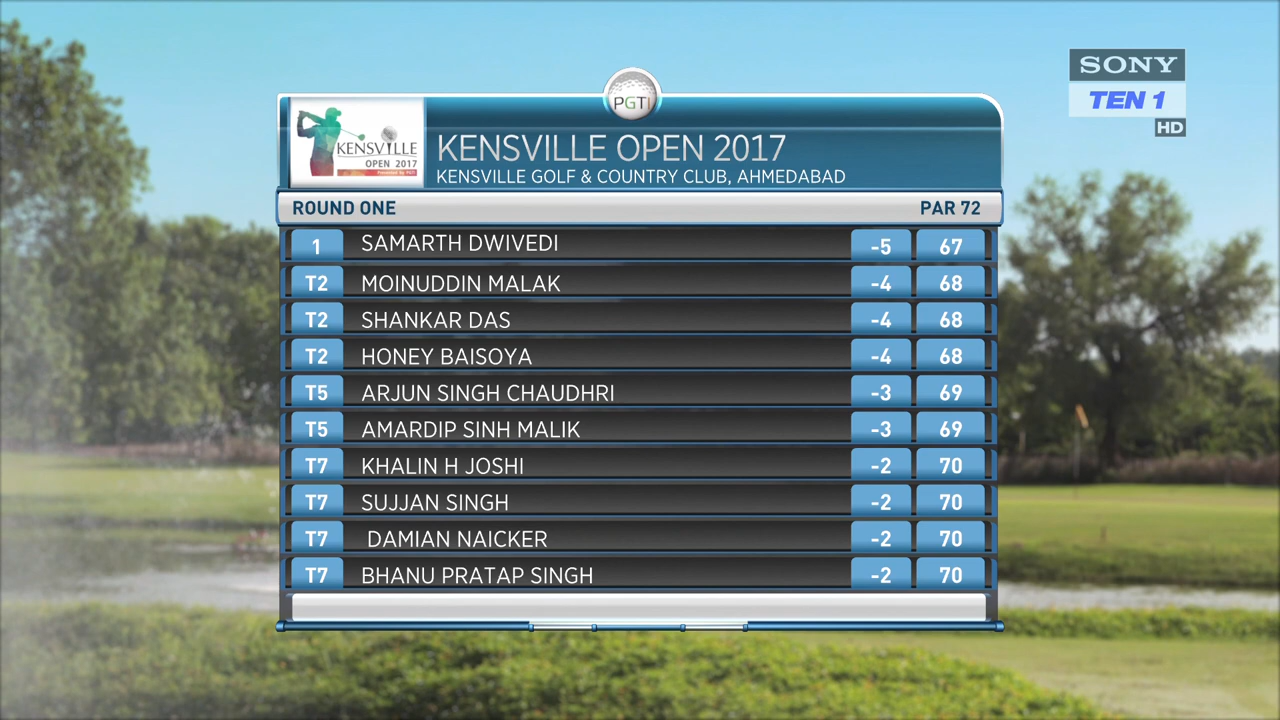 SONY
TEN 1
HD
PGTI
KENSVILLE
OPEN 2017
Presented by PGTI
KENSVILLE OPEN 2017
KENSVILLE GOLF & COUNTRY CLUB, AHMEDABAD
ROUND ONE PAR 72
1 SAMARTH DWIVEDI -5 67
T2 MOINUDDIN MALAK -4 68
T2 SHANKAR DAS -4 68
T2 HONEY BAISOYA -4 68
T5 ARJUN SINGH CHAUDHRI -3 69
T5 AMARDIP SINH MALIK -3 69
T7 KHALIN H JOSHI -2 70
T7 SUJJAN SINGH -2 70
T7 DAMIAN NAICKER -2 70
T7 BHANU PRATAP SINGH -2 70